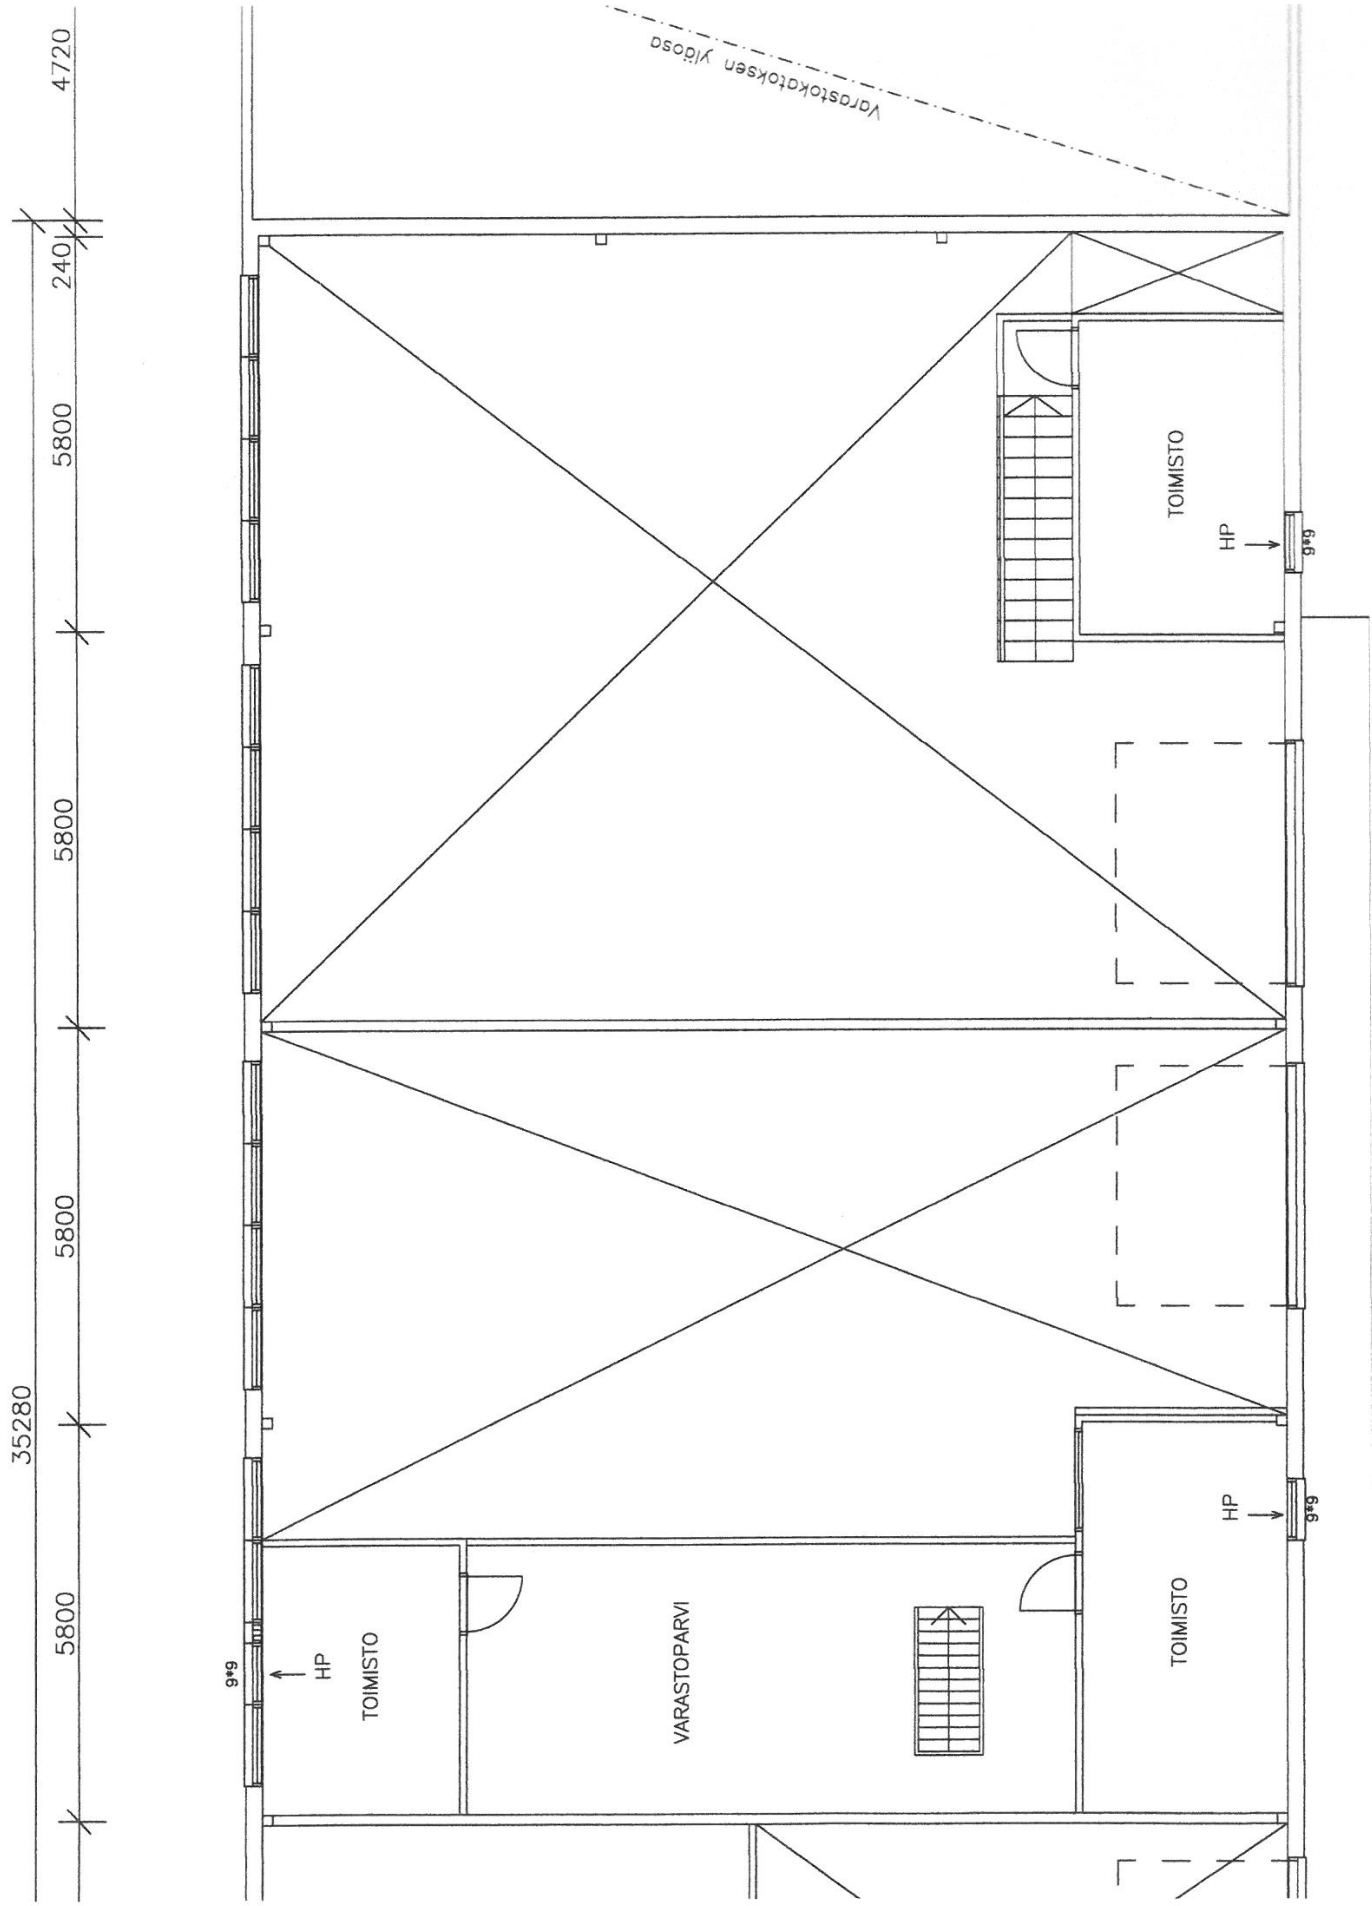 4720
240
5800
5800
5800
5800
35280
Varastokatoksen yläosa
TOIMISTO
HP
9*9
HP
9*9
TOIMISTO
VARASTOPARVI
TOIMISTO
HP
9*9